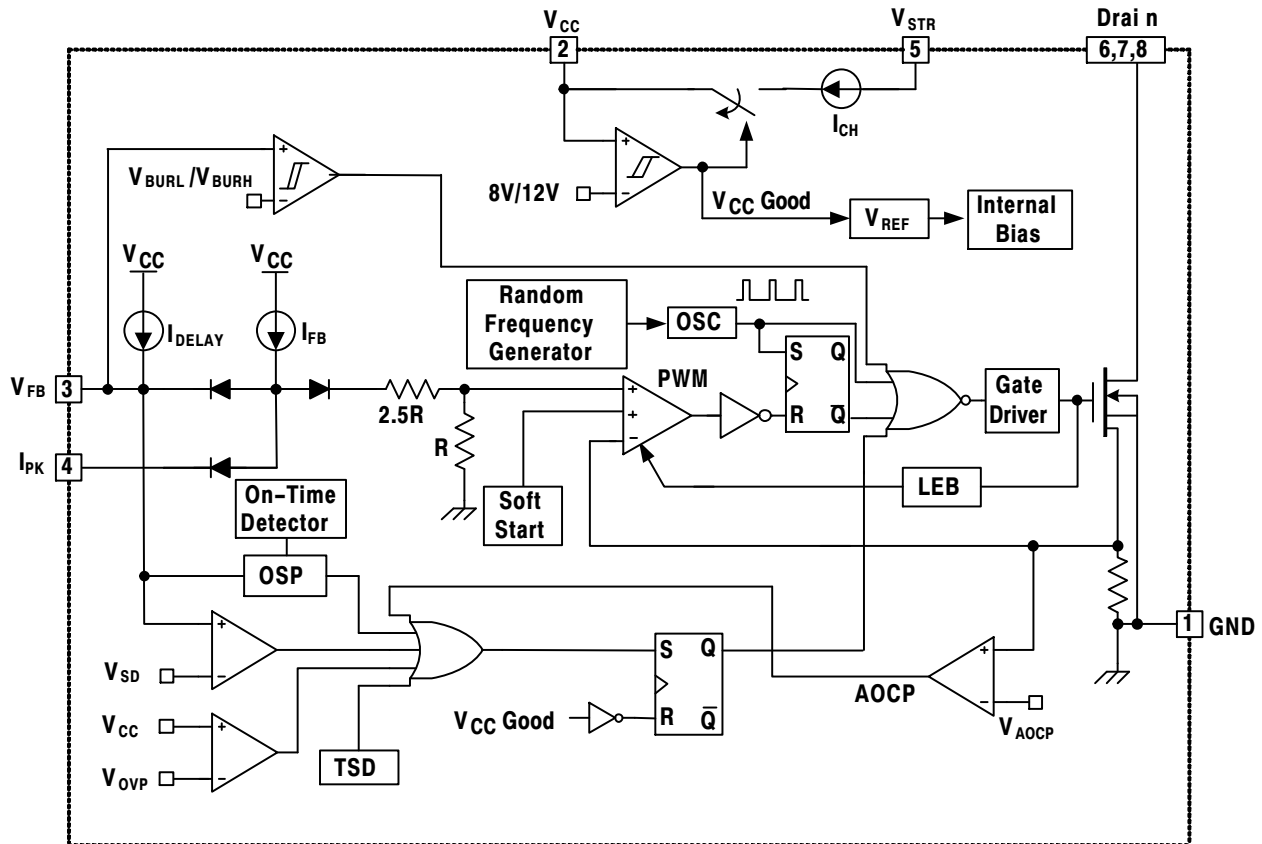 VCC
VSTR
Drai n
2
5
6,7,8
ICH
VBURL /VBURH
+
−
+
−
8V/12V
VCC Good
VREF
Internal
Bias
VCC
VCC
IDELAY
IFB
Random
Frequency
Generator
OSC
S Q
R Q̅
VFB 3
2.5R
R
PWM
+
+
−
Gate
Driver
IPK 4
LEB
On–Time
Detector
Soft
Start
OSP
1 GND
+
−
VSD
S Q
R Q̅
VCC Good
AOCP
+
−
VAOCP
VCC
+
−
VOVP
TSD